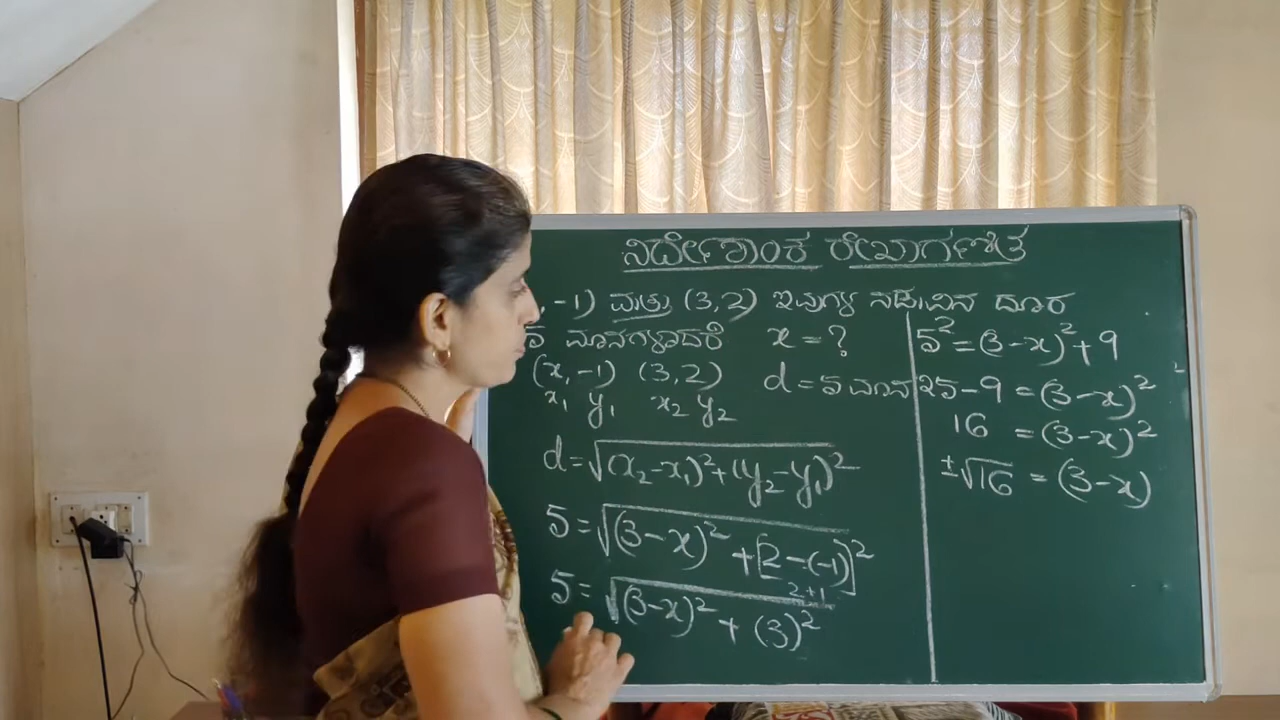 ನಿರ್ದೇಶಾಂಕ ರೇಖಾಗಣಿತ
, -1) ಮತ್ತು (3, 2) ಇವುಗಳ ನಡುವಿನ ದೂರ
5 ಮಾನಗಳಾದರೆ x = ?
(x, -1) (3, 2) d = 5 ಮಾನ
x₁ y₁ x₂ y₂
d = √(x₂-x₁)²+(y₂-y₁)²
5 = √(3-x)² + [2-(-1)]²
2+1
5 = √(3-x)² + (3)²
5² = (3-x)² + 9
25-9 = (3-x)²
16 = (3-x)²
±√16 = (3-x)